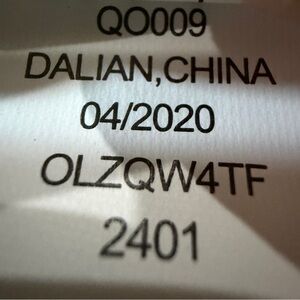 QO009
DALIAN,CHINA
04/2020
OLZQW4TF
2401